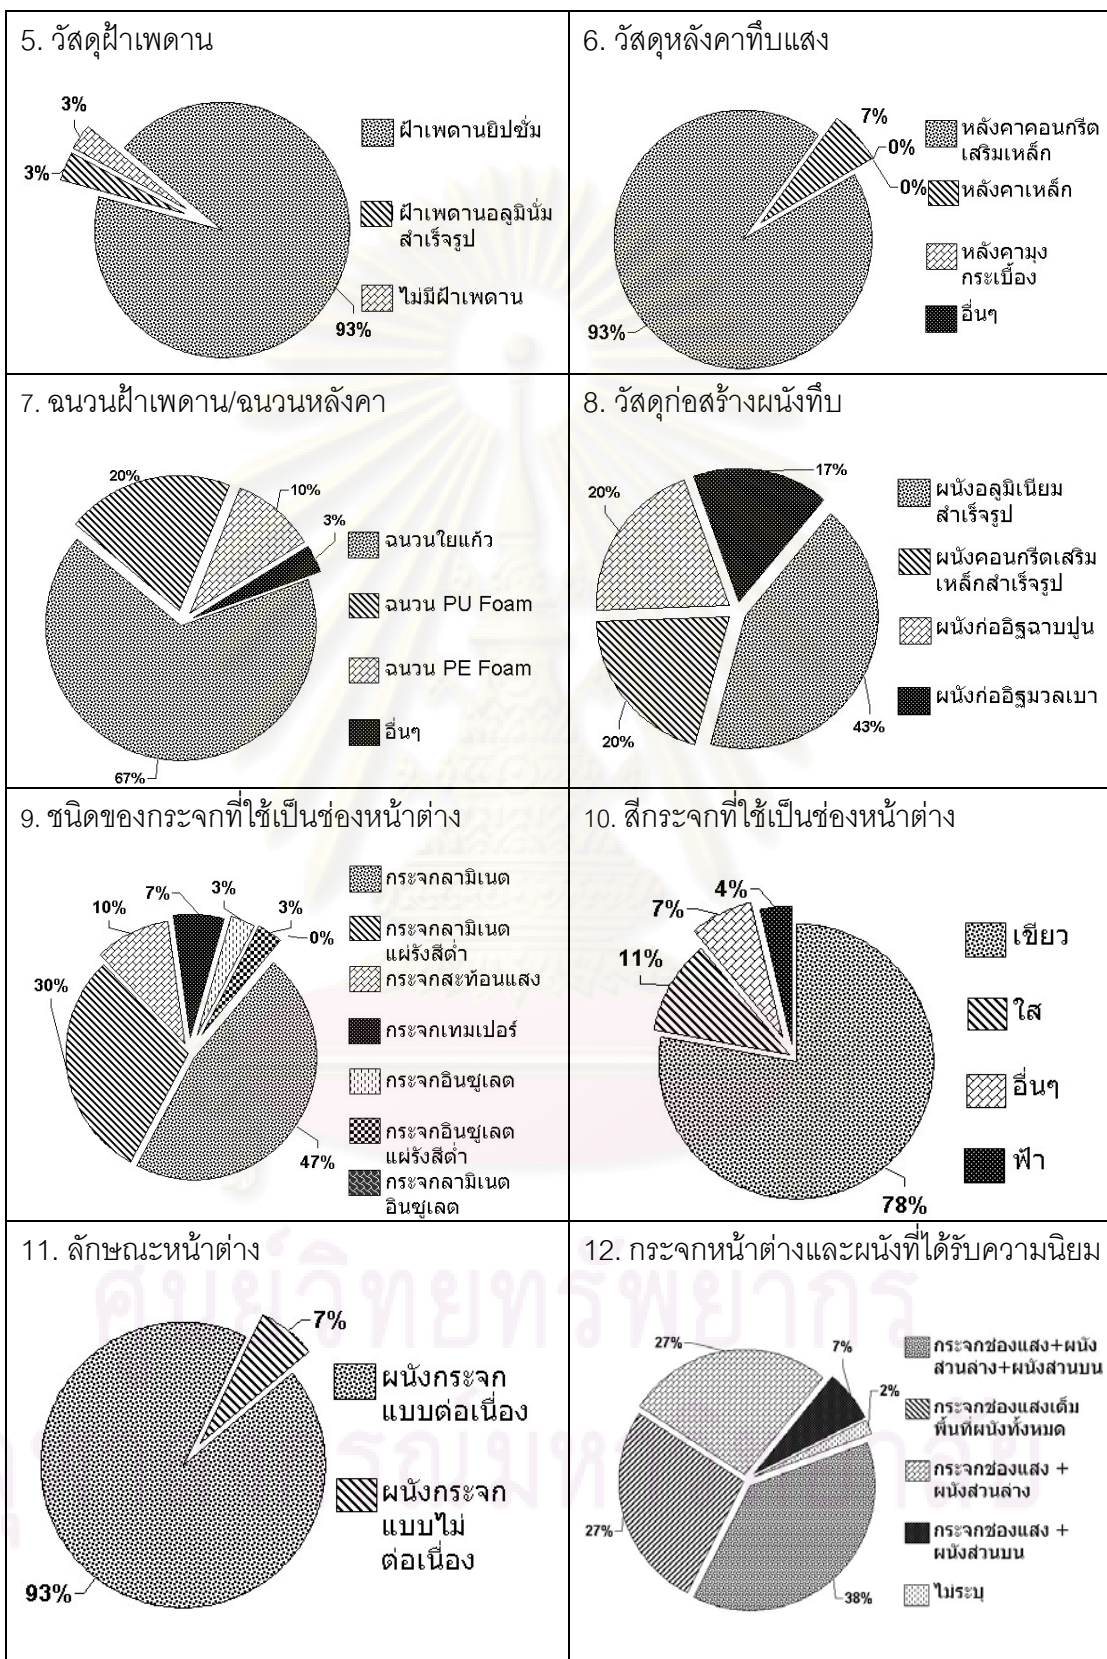 5. วัสดุฝ้าเพดาน
3%
3%
93%
ฝ้าเพดานยิปซั่ม
ฝ้าเพดานอลูมินั่ม
สำเร็จรูป
ไม่มีฝ้าเพดาน
6. วัสดุหลังคาทึบแสง
7%
0%
0%
93%
หลังคาคอนกรีต
เสริมเหล็ก
หลังคาเหล็ก
หลังคามุง
กระเบื้อง
อื่นๆ
7. ฉนวนฝ้าเพดาน/ฉนวนหลังคา
20%
10%
3%
67%
ฉนวนใยแก้ว
ฉนวน PU Foam
ฉนวน PE Foam
อื่นๆ
8. วัสดุก่อสร้างผนังทึบ
17%
20%
20%
43%
ผนังอลูมิเนียม
สำเร็จรูป
ผนังคอนกรีตเสริม
เหล็กสำเร็จรูป
ผนังก่ออิฐฉาบปูน
ผนังก่ออิฐมวลเบา
9. ชนิดของกระจกที่ใช้เป็นช่องหน้าต่าง
3%
7%
3%
10%
0%
30%
47%
กระจกลามิเนต
กระจกลามิเนต
แผ่รังสีต่ำ
กระจกสะท้อนแสง
กระจกเทมเปอร์
กระจกอินซูเลต
กระจกอินซูเลต
แผ่รังสีต่ำ
กระจกลามิเนต
อินซูเลต
10. สีกระจกที่ใช้เป็นช่องหน้าต่าง
4%
7%
11%
78%
เขียว
ใส
อื่นๆ
ฟ้า
11. ลักษณะหน้าต่าง
7%
93%
ผนังกระจก
แบบต่อเนื่อง
ผนังกระจก
แบบไม่
ต่อเนื่อง
12. กระจกหน้าต่างและผนังที่ได้รับความนิยม
27%
7%
2%
27%
38%
กระจกช่องแสง+ผนัง
ส่วนล่าง+ผนังส่วนบน
กระจกช่องแสงเต็ม
พื้นที่ผนังทั้งหมด
กระจกช่องแสง +
ผนังส่วนล่าง
กระจกช่องแสง +
ผนังส่วนบน
ไม่ระบุ
ศูนย์วิทยทรัพยากร
จุฬาลงกรณ์มหาวิทยาลัย